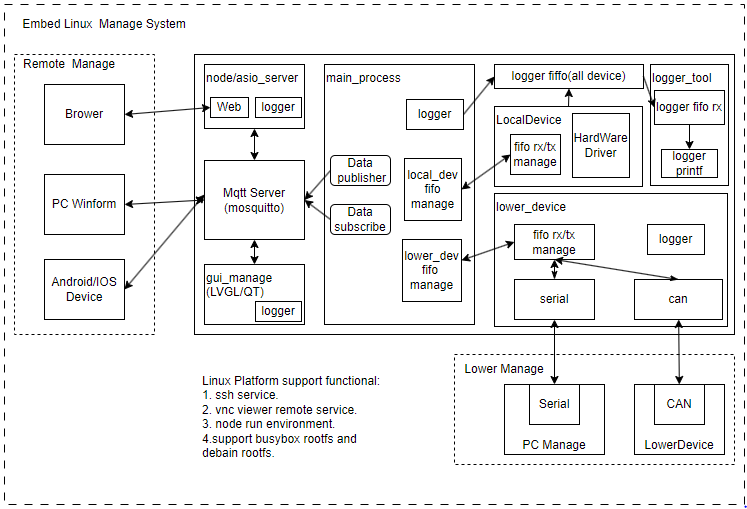 Embed Linux Manage System
Remote Manage
Brower
PC Winform
Android/IOS
Device
node/asio_server
Web
logger
Mqtt Server
(mosquitto)
gui_manage
(LVGL/QT)
logger
main_process
logger
Data
publisher
Data
subscribe
local_dev
fifo
manage
lower_dev
fifo
manage
logger fiffo(all device)
LocalDevice
fifo rx/tx
manage
HardWare
Driver
logger_tool
logger fifo rx
logger
printf
lower_device
fifo rx/tx
manage
logger
serial
can
Lower Manage
Serial
PC Manage
CAN
LowerDevice
Linux Platform support functional:
1. ssh service.
2. vnc viewer remote service.
3. node run environment.
4.support busybox rootfs and
debain rootfs.